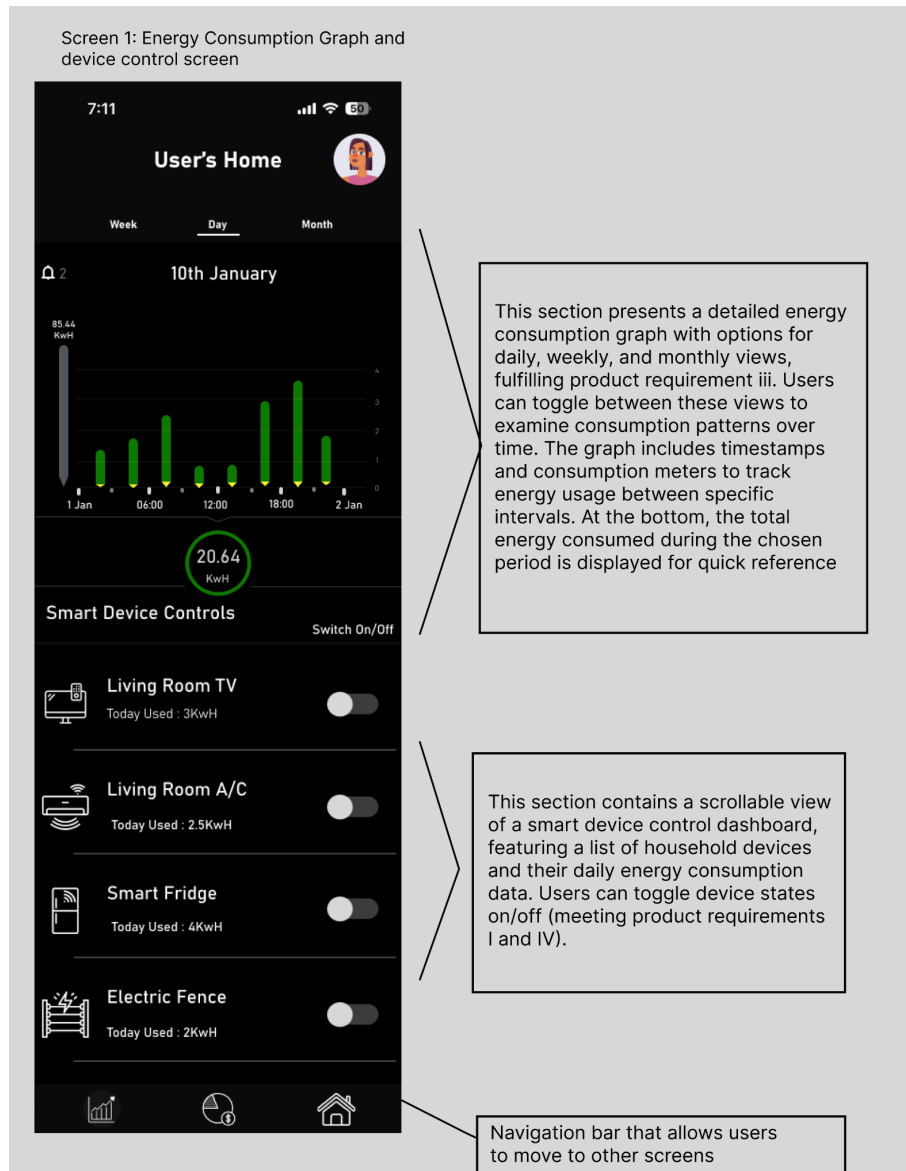 Screen 1: Energy Consumption Graph and
device control screen
7:11
50
User's Home
Week Day Month
2
10th January
85.44
KwH
4
3
2
1
0
1 Jan 06:00 12:00 18:00 2 Jan
20.64
KwH
Smart Device Controls
Switch On/Off
Living Room TV
Today Used : 3KwH
Living Room A/C
Today Used : 2.5KwH
Smart Fridge
Today Used : 4KwH
Electric Fence
Today Used : 2KwH
$
This section presents a detailed energy
consumption graph with options for
daily, weekly, and monthly views,
fulfilling product requirement iii. Users
can toggle between these views to
examine consumption patterns over
time. The graph includes timestamps
and consumption meters to track
energy usage between specific
intervals. At the bottom, the total
energy consumed during the chosen
period is displayed for quick reference
This section contains a scrollable view
of a smart device control dashboard,
featuring a list of household devices
and their daily energy consumption
data. Users can toggle device states
on/off (meeting product requirements
I and IV).
Navigation bar that allows users
to move to other screens